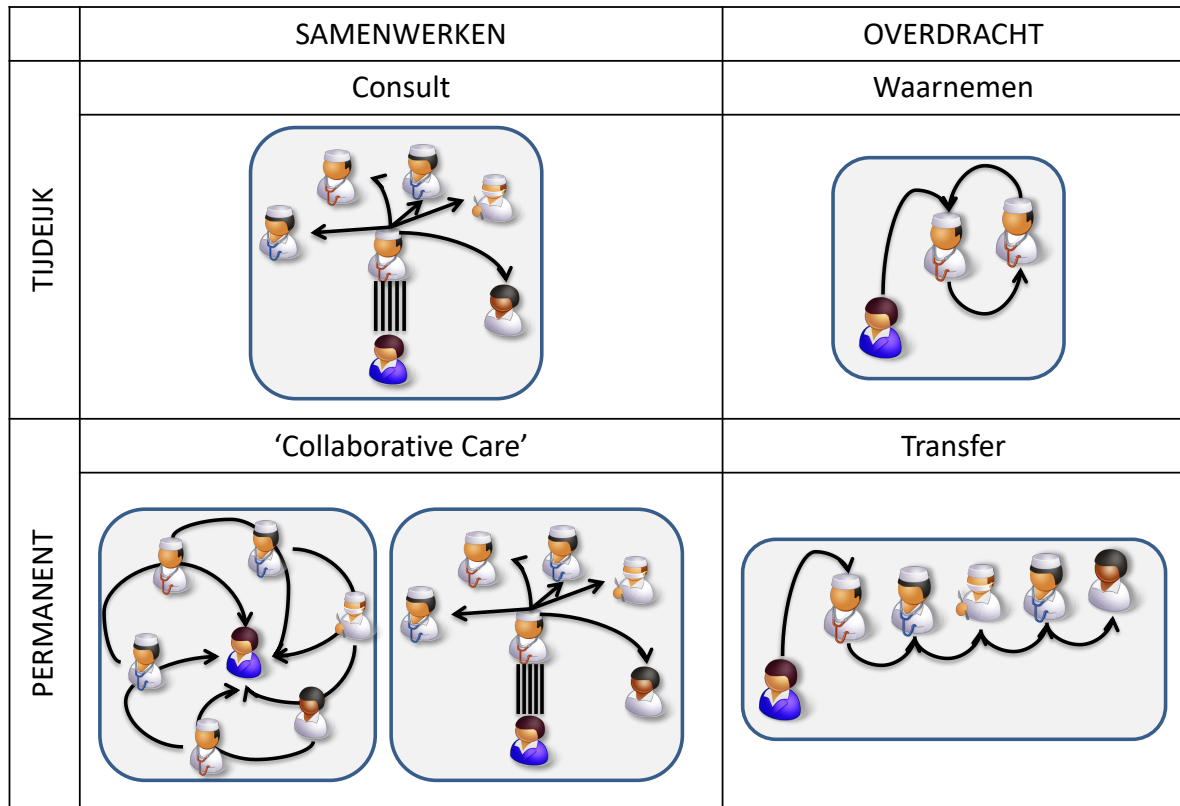 SAMENWERKEN
OVERDRACHT
TIJDEIJK
Consult
Waarnemen
PERMANENT
‘Collaborative Care’
Transfer